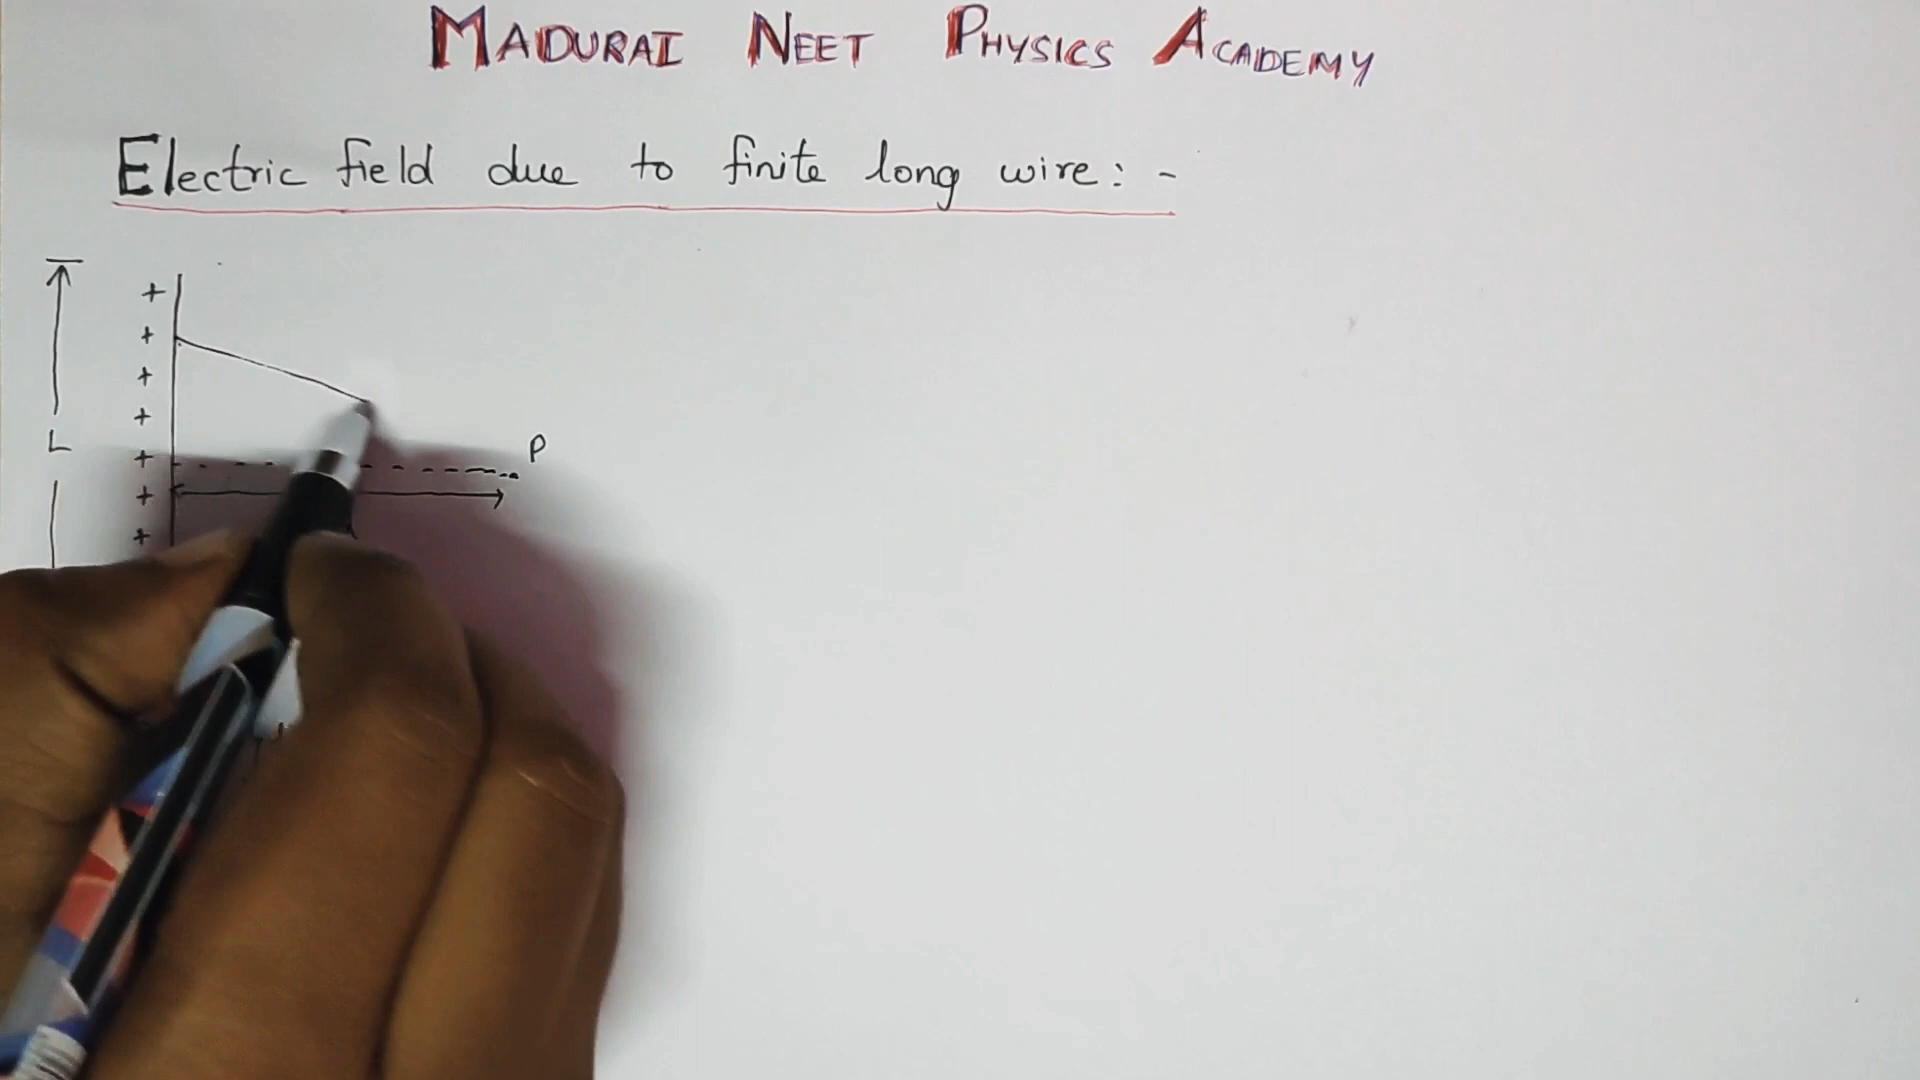 MADURAI NEET PHYSICS ACADEMY
Electric field due to finite long wire: -
+
+
+
+
L + P
+
+